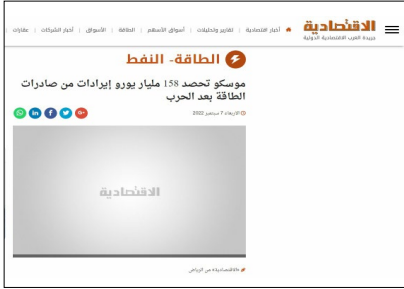 الاقتصادية
جريدة العرب الاقتصادية الدولية
أخبار اقتصادية | تقارير وتحليلات | أسواق الأسهم | الطاقة | الأسواق | أخبار الشركات | عقارات
الطاقة- النفط
موسكو تحصد 158 مليار يورو إيرادات من صادرات
الطاقة بعد الحرب
الأربعاء 7 سبتمبر 2022
الاقتصادية
«الاقتصادية» من الرياض